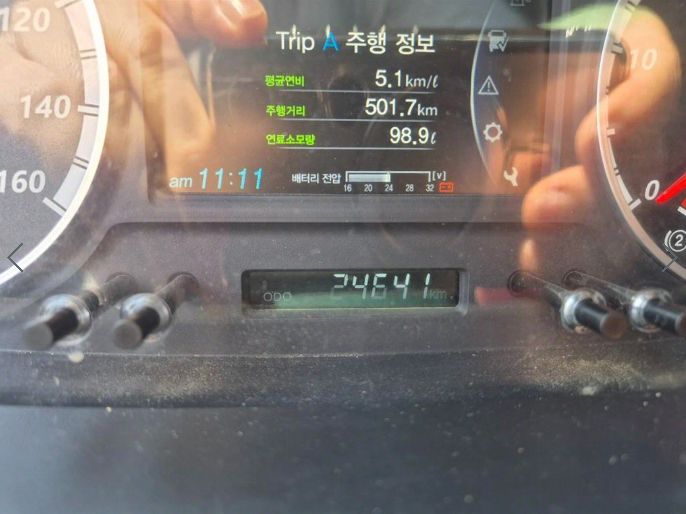 120
140
160
Trip A 주행 정보
평균연비 5.1km/ℓ
주행거리 501.7km
연료소모량 98.9ℓ
am 11:11
배터리 전압 [V]
16 20 24 28 32
10
0
2
ODO 24641km